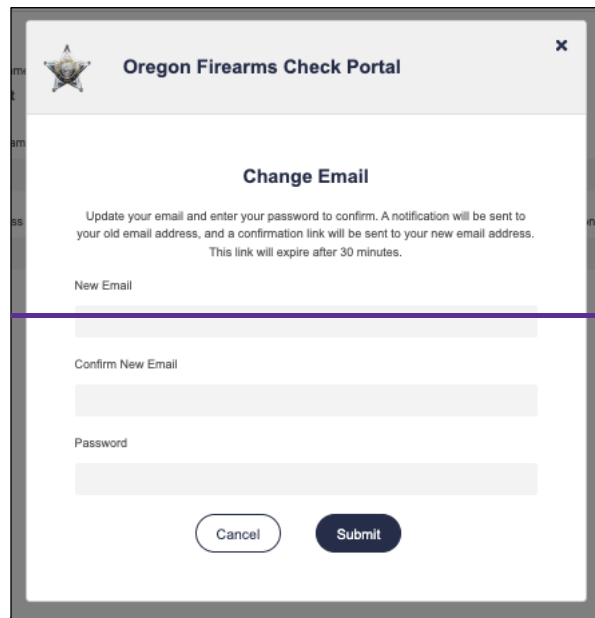 Oregon Firearms Check Portal
Change Email
Update your email and enter your password to confirm. A notification will be sent to
your old email address, and a confirmation link will be sent to your new email address.
This link will expire after 30 minutes.
New Email
Confirm New Email
Password
Cancel
Submit